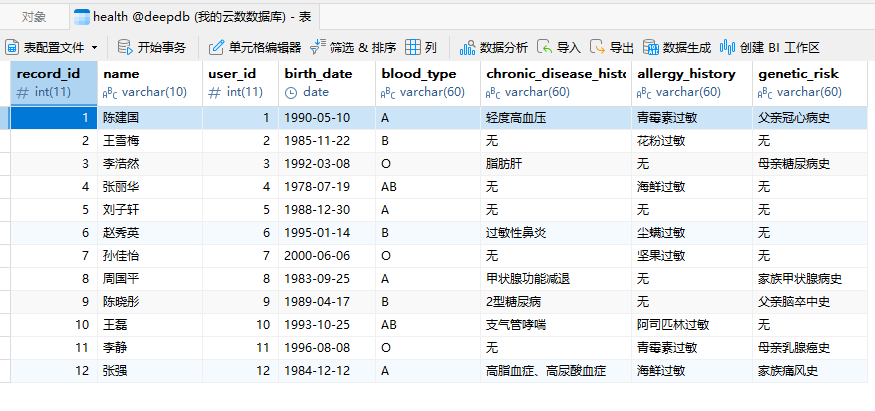 对象 health @deepdb (我的云数数据库) - 表
表配置文件 开始事务 单元格编辑器 筛选 & 排序 列 数据分析 导入 导出 数据生成 创建 BI 工作区
record_id name user_id birth_date blood_type chronic_disease_histo allergy_history genetic_risk
# int(11) ABC varchar(10) # int(11) date ABC varchar(60) ABC varchar(60) ABC varchar(60) ABC varchar(60)
1 陈建国 1 1990-05-10 A 轻度高血压 青霉素过敏 父亲冠心病史
2 王雪梅 2 1985-11-22 B 无 花粉过敏 无
3 李浩然 3 1992-03-08 O 脂肪肝 无 母亲糖尿病史
4 张丽华 4 1978-07-19 AB 无 海鲜过敏 无
5 刘子轩 5 1988-12-30 A 无 无 无
6 赵秀英 6 1995-01-14 B 过敏性鼻炎 尘螨过敏 无
7 孙佳怡 7 2000-06-06 O 无 坚果过敏 无
8 周国平 8 1983-09-25 A 甲状腺功能减退 无 家族甲状腺病史
9 陈晓彤 9 1989-04-17 B 2型糖尿病 无 父亲脑卒中史
10 王磊 10 1993-10-25 AB 支气管哮喘 阿司匹林过敏 无
11 李静 11 1996-08-08 O 无 青霉素过敏 母亲乳腺癌史
12 张强 12 1984-12-12 A 高脂血症、高尿酸血症 海鲜过敏 家族痛风史